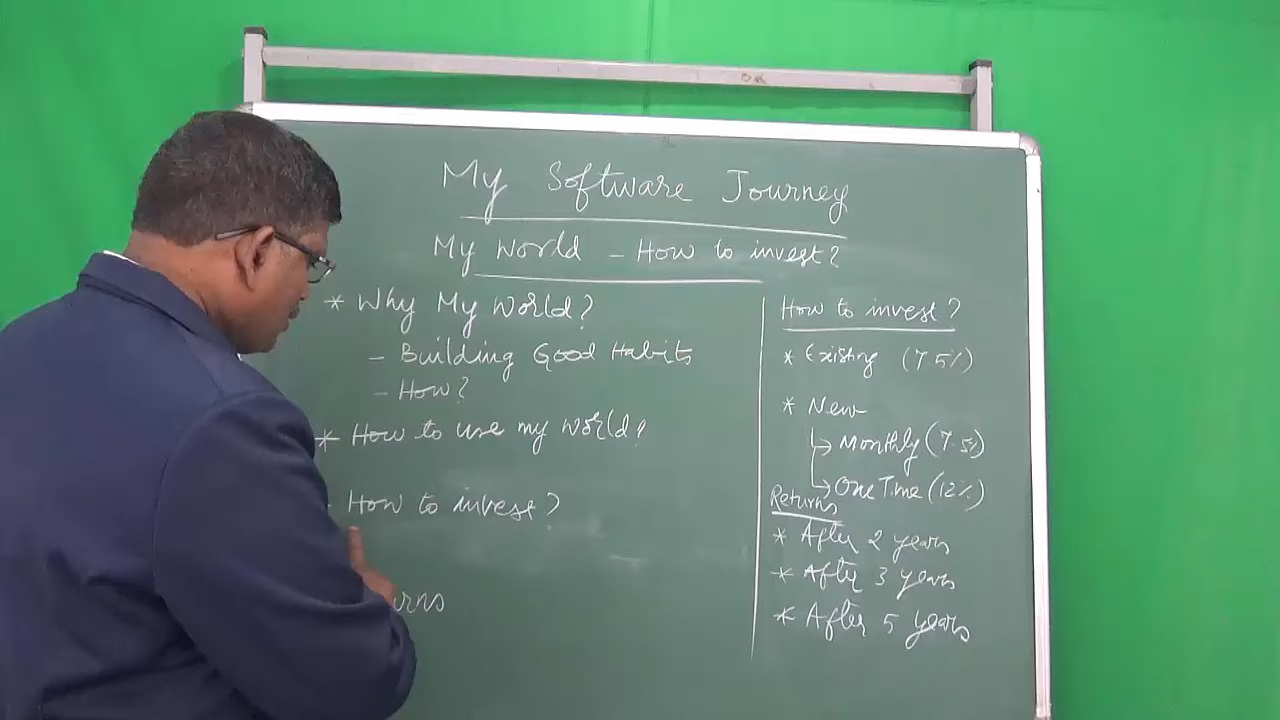 My Software Journey
My World - How to invest?
* Why My World?
- Building Good Habits
- How?
* How to use my world?
- How to invest?
urns
How to invest?
* Existing (7.5%)
* New
→ Monthly (7.5%)
→ One Time (12%)
Returns
* After 2 years
* After 3 years
* After 5 years